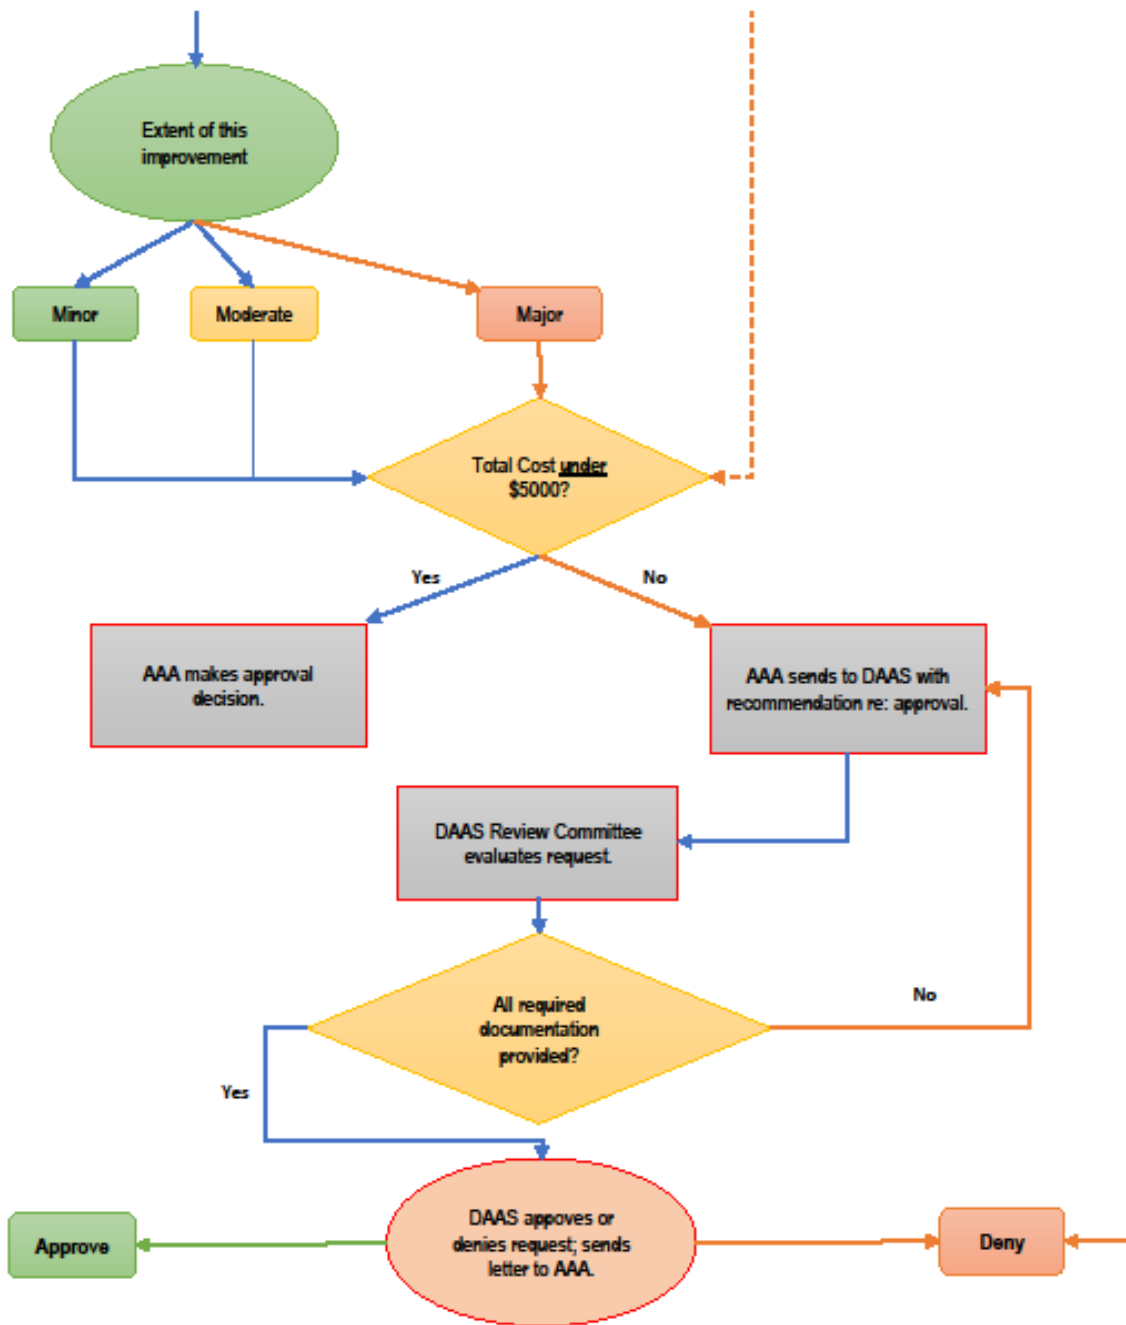 Extent of this
improvement
Minor
Moderate
Major
Total Cost under
$5000?
Yes
No
AAA makes approval
decision.
AAA sends to DAAS with
recommendation re: approval.
DAAS Review Committee
evaluates request.
All required
documentation
provided?
No
Yes
DAAS appoves or
denies request; sends
letter to AAA.
Approve
Deny